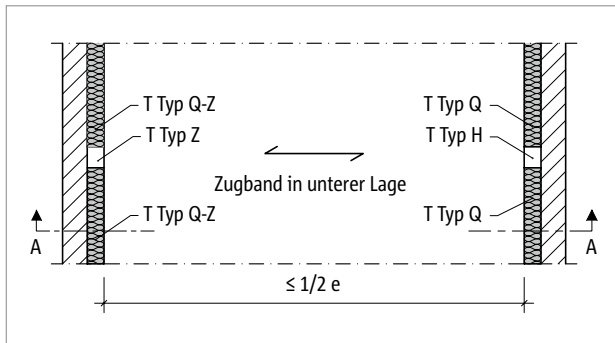 T Typ Q-Z
T Typ Q
T Typ Z
T Typ H
Zugband in unterer Lage
T Typ Q-Z
T Typ Q
A
A
≤ 1/2 e